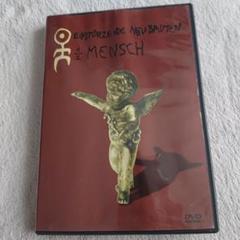 EINSTÜRZENDE NEUBAUTEN
½ MENSCH
DVD